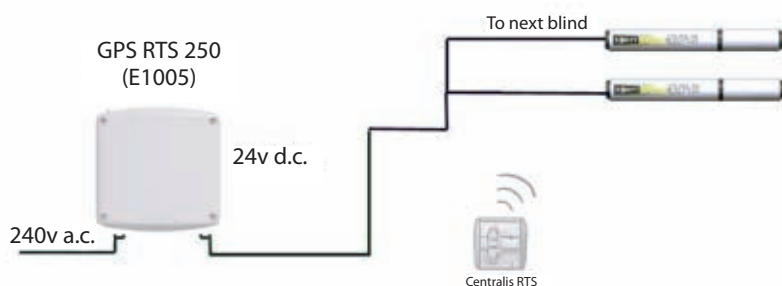 To next blind
GPS RTS 250
(E1005)
24v d.c.
240v a.c.
Centralis RTS